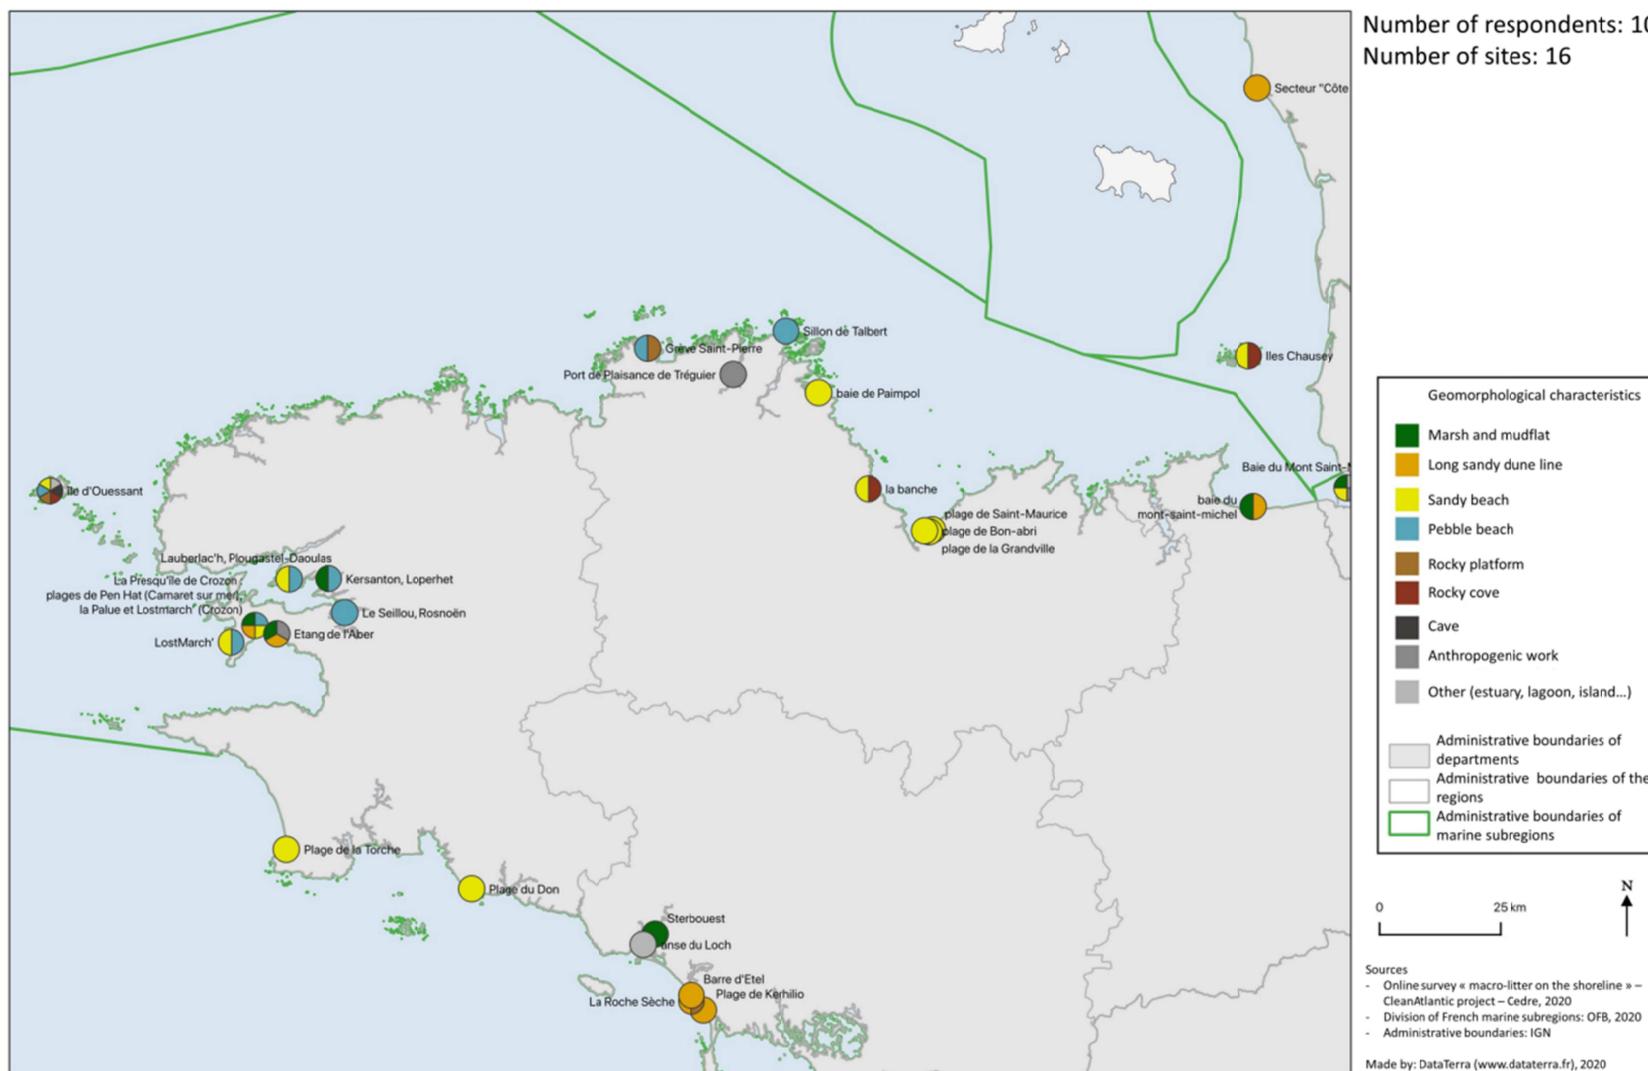 Number of respondents: 10
Number of sites: 16
Secteur "Côte
Sillon de Talbert
Grève Saint-Pierre
Iles Chausey
Port de Plaisance de Tréguier
baie de Paimpol
Baie du Mont Saint-M
Île d'Ouessant
la banche
baie du
mont-saint-michel
plage de Saint-Maurice
plage de Bon-abri
plage de la Grandville
Lauberlac'h, Plougastel-Daoulas
La Presqu'île de Crozon :
plages de Pen Hat (Camaret sur mer),
la Palue et Lostmarch' (Crozon)
Kersanton, Loperhet
Le Seillou, Rosnoën
Etang de l'Aber
LostMarch'
Plage de la Torche
Plage du Don
Sterbouest
anse du Loch
Barre d'Etel
Plage de Kerhilio
La Roche Sèche
Geomorphological characteristics
Marsh and mudflat
Long sandy dune line
Sandy beach
Pebble beach
Rocky platform
Rocky cove
Cave
Anthropogenic work
Other (estuary, lagoon, island...)
Administrative boundaries of
departments
Administrative boundaries of the
regions
Administrative boundaries of
marine subregions
N
0 25 km
Sources
- Online survey « macro-litter on the shoreline » –
CleanAtlantic project – Cedre, 2020
- Division of French marine subregions: OFB, 2020
- Administrative boundaries: IGN
Made by: DataTerra (www.dataterra.fr), 2020